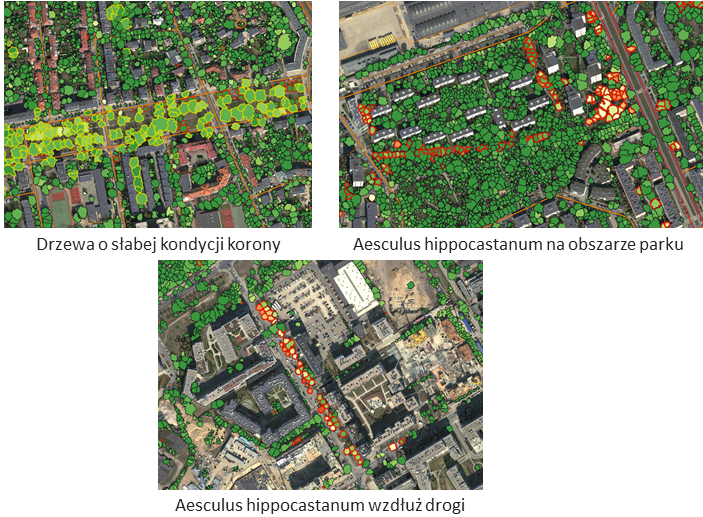 Drzewa o słabej kondycji korony
Aesculus hippocastanum na obszarze parku
Aesculus hippocastanum wzdłuż drogi